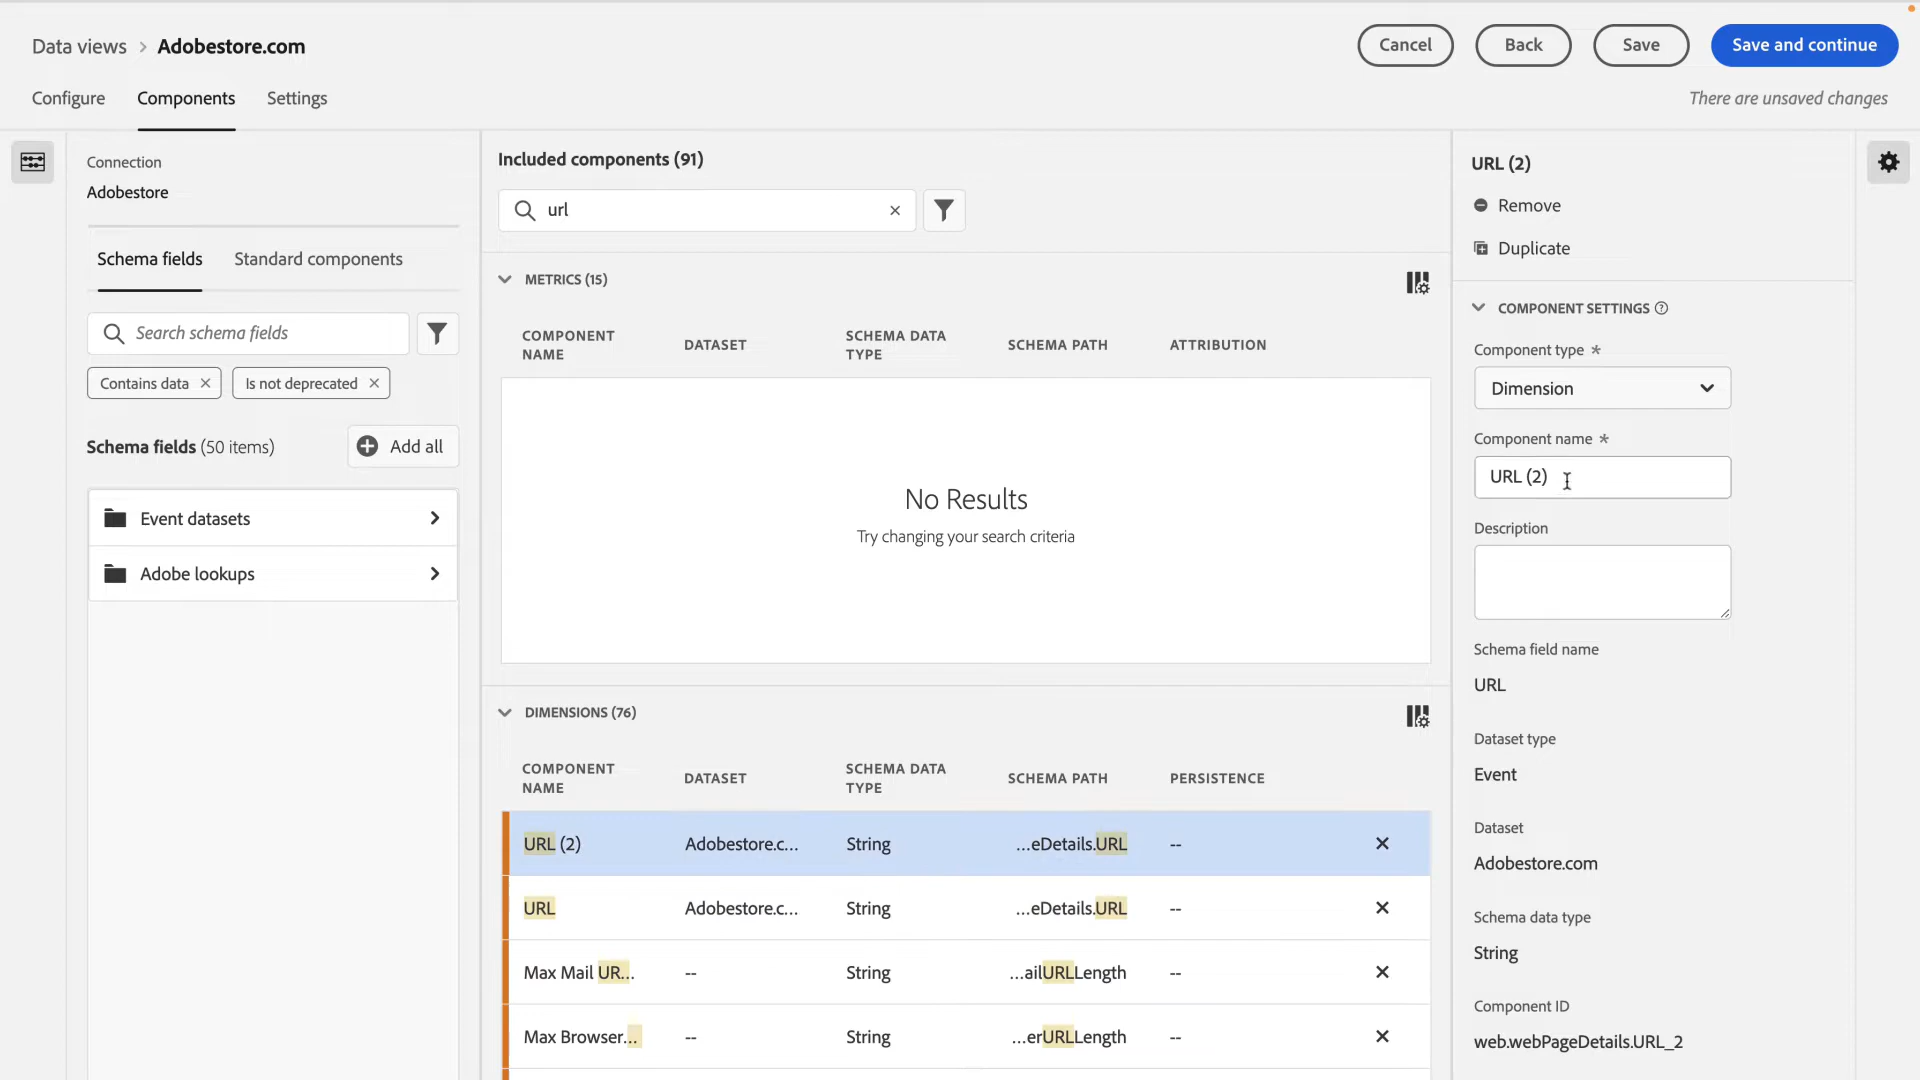 Data views > Adobestore.com
Cancel
Back
Save
Save and continue
Configure
Components
Settings
There are unsaved changes
Connection
Adobestore
Schema fields
Standard components
Search schema fields
Contains data
Is not deprecated
Schema fields (50 items)
Add all
Event datasets
Adobe lookups
Included components (91)
url
METRICS (15)
COMPONENT NAME
DATASET
SCHEMA DATA TYPE
SCHEMA PATH
ATTRIBUTION
No Results
Try changing your search criteria
DIMENSIONS (76)
COMPONENT NAME
DATASET
SCHEMA DATA TYPE
SCHEMA PATH
PERSISTENCE
URL (2) Adobestore.c... String ...eDetails.URL --
URL Adobestore.c... String ...eDetails.URL --
Max Mail UR... -- String ...ailURLLength --
Max Browser... -- String ...erURLLength --
URL (2)
Remove
Duplicate
COMPONENT SETTINGS
Component type *
Dimension
Component name *
URL (2)
Description
Schema field name
URL
Dataset type
Event
Dataset
Adobestore.com
Schema data type
String
Component ID
web.webPageDetails.URL_2